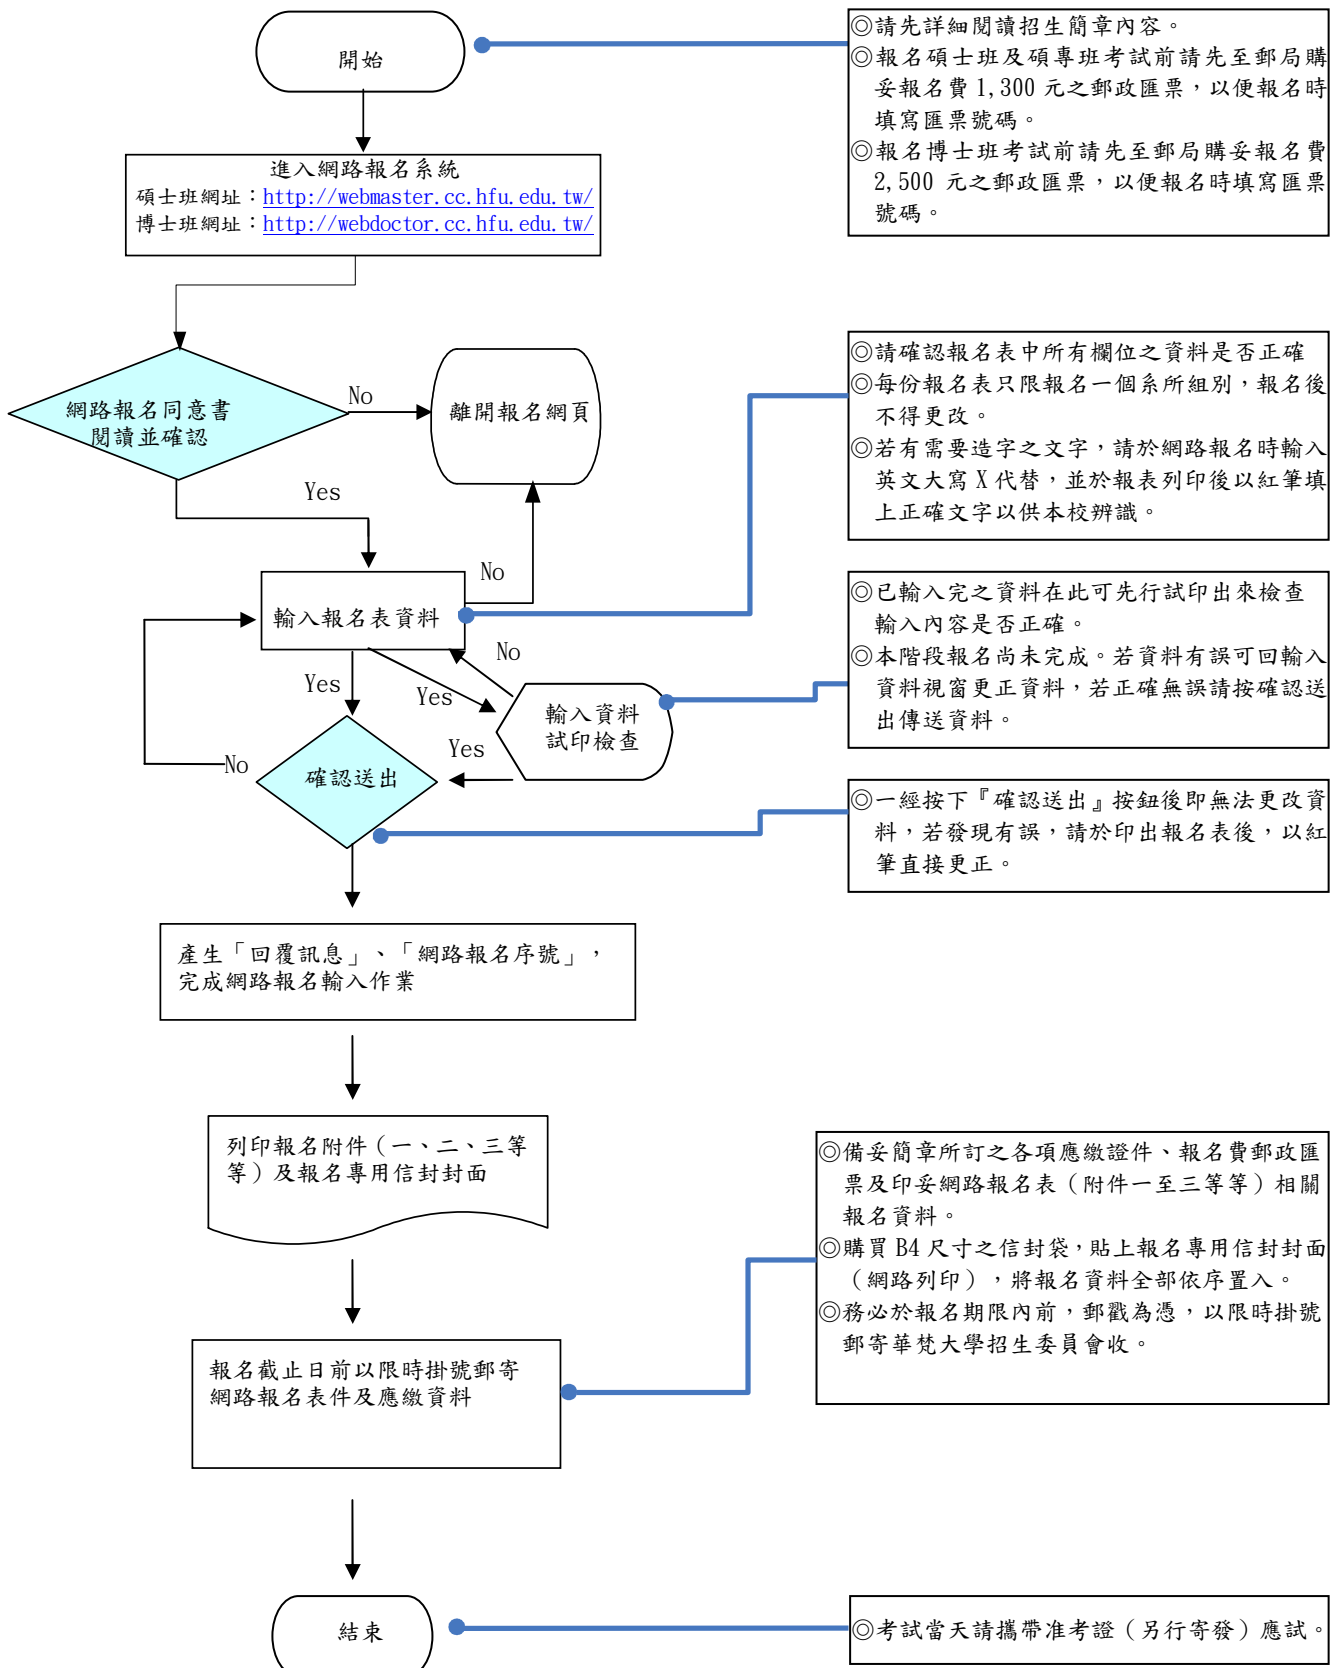 開始
◎請先詳細閱讀招生簡章內容。
◎報名碩士班及碩專班考試前請先至郵局購
妥報名費 1,300 元之郵政匯票，以便報名時
填寫匯票號碼。
◎報名博士班考試前請先至郵局購妥報名費
2,500 元之郵政匯票，以便報名時填寫匯票
號碼。
進入網路報名系統
碩士班網址：http://webmaster.cc.hfu.edu.tw/
博士班網址：http://webdoctor.cc.hfu.edu.tw/
網路報名同意書
閱讀並確認
No
離開報名網頁
Yes
◎請確認報名表中所有欄位之資料是否正確
◎每份報名表只限報名一個系所組別，報名後
不得更改。
◎若有需要造字之文字，請於網路報名時輸入
英文大寫 X 代替，並於報表列印後以紅筆填
上正確文字以供本校辨識。
No
輸入報名表資料
No
Yes
Yes
輸入資料
試印檢查
Yes
No
確認送出
◎已輸入完之資料在此可先行試印出來檢查
輸入內容是否正確。
◎本階段報名尚未完成。若資料有誤可回輸入
資料視窗更正資料，若正確無誤請按確認送
出傳送資料。
◎一經按下『確認送出』按鈕後即無法更改資
料，若發現有誤，請於印出報名表後，以紅
筆直接更正。
產生「回覆訊息」、「網路報名序號」，
完成網路報名輸入作業
列印報名附件（一、二、三等
等）及報名專用信封封面
◎備妥簡章所訂之各項應繳證件、報名費郵政匯
票及印妥網路報名表（附件一至三等等）相關
報名資料。
◎購買 B4 尺寸之信封袋，貼上報名專用信封封面
（網路列印），將報名資料全部依序置入。
◎務必於報名期限內前，郵戳為憑，以限時掛號
郵寄華梵大學招生委員會收。
報名截止日前以限時掛號郵寄
網路報名表件及應繳資料
結束
◎考試當天請攜帶准考證（另行寄發）應試。